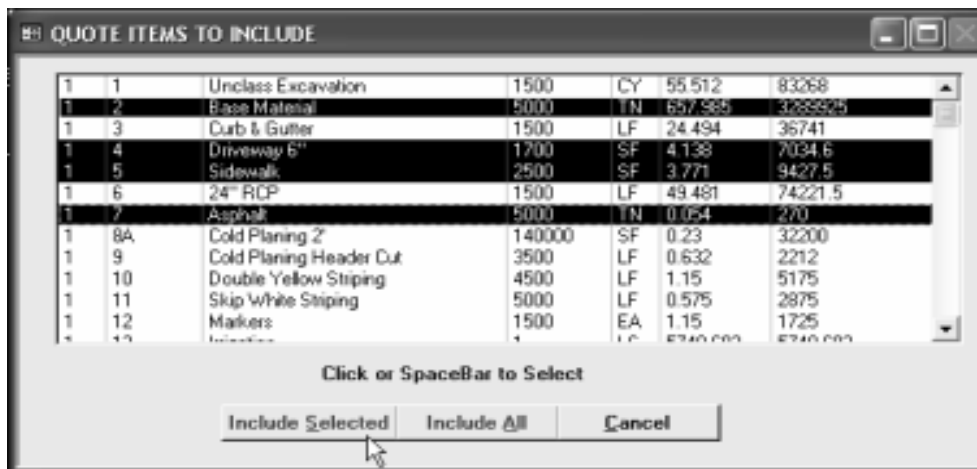 QUOTE ITEMS TO INCLUDE
1 1 Unclass Excavation 1500 CY 55.512 83268
1 2 Base Material 5000 TN 657.985 3289925
1 3 Curb & Gutter 1500 LF 24.494 36741
1 4 Driveway 6" 1700 SF 4.138 7034.6
1 5 Sidewalk 2500 SF 3.771 9427.5
1 6 24" RCP 1500 LF 49.481 74221.5
1 7 Asphalt 5000 TN 0.054 270
1 8A Cold Planing 2' 140000 SF 0.23 32200
1 9 Cold Planing Header Cut 3500 LF 0.632 2212
1 10 Double Yellow Striping 4500 LF 1.15 5175
1 11 Skip White Striping 5000 LF 0.575 2875
1 12 Markers 1500 EA 1.15 1725
Click or SpaceBar to Select
Include Selected Include All Cancel